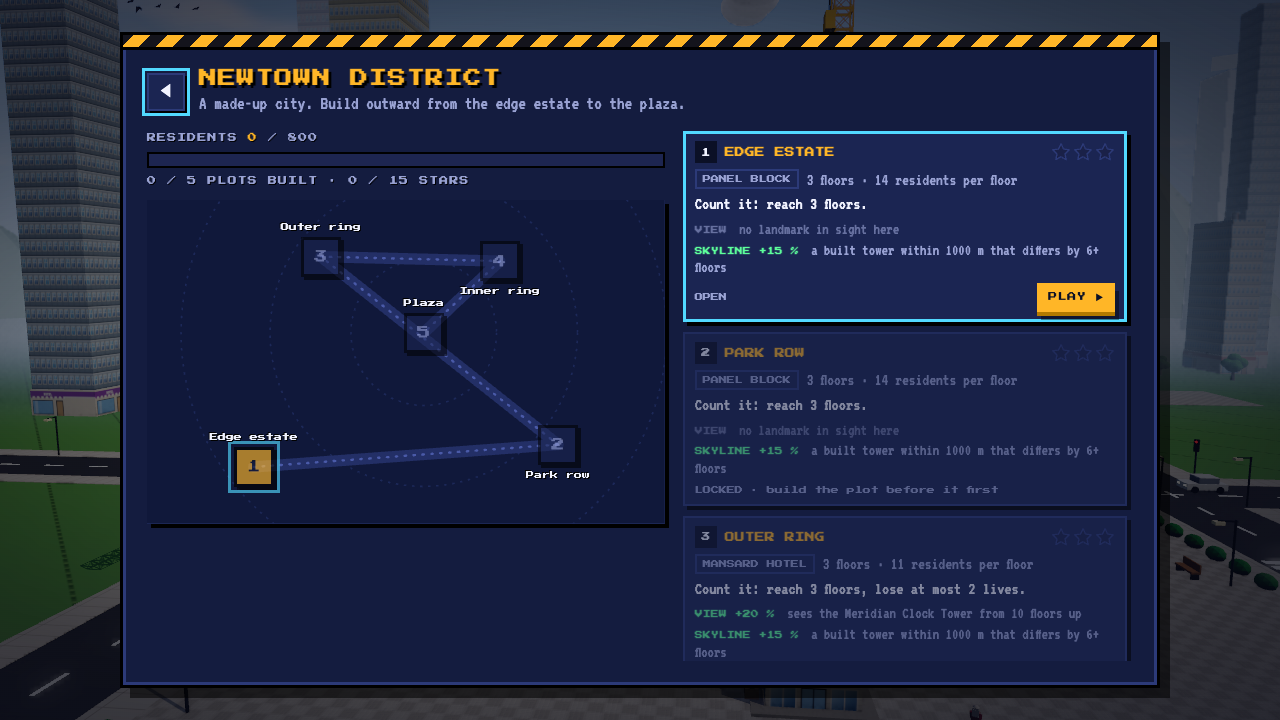 NEWTOWN DISTRICT
A made-up city. Build outward from the edge estate to the plaza.
RESIDENTS 0 / 800
0 / 5 PLOTS BUILT · 0 / 15 STARS
Outer ring
3
4
Inner ring
Plaza
5
Edge estate
1
2
Park row
1 EDGE ESTATE
PANEL BLOCK 3 floors · 14 residents per floor
Count it: reach 3 floors.
VIEW no landmark in sight here
SKYLINE +15 % a built tower within 1000 m that differs by 6+
floors
OPEN PLAY
2 PARK ROW
PANEL BLOCK 3 floors · 14 residents per floor
Count it: reach 3 floors.
VIEW no landmark in sight here
SKYLINE +15 % a built tower within 1000 m that differs by 6+
floors
LOCKED · build the plot before it first
3 OUTER RING
MANSARD HOTEL 3 floors · 11 residents per floor
Count it: reach 3 floors, lose at most 2 lives.
VIEW +20 % sees the Meridian Clock Tower from 10 floors up
SKYLINE +15 % a built tower within 1000 m that differs by 6+
floors